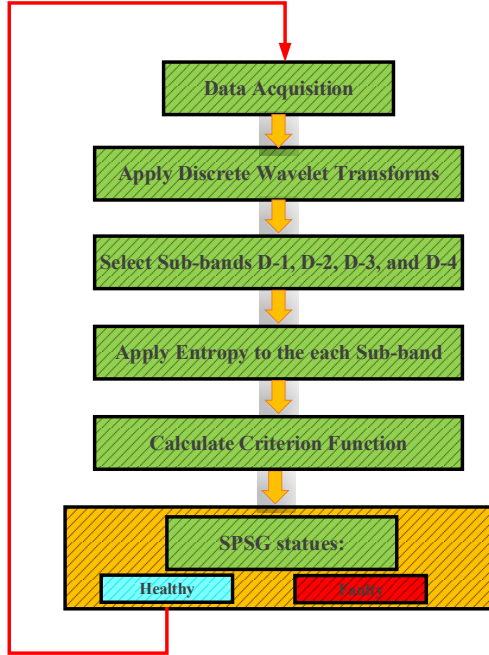 Data Acquisition
Apply Discrete Wavelet Transforms
Select Sub-bands D-1, D-2, D-3, and D-4
Apply Entropy to the each Sub-band
Calculate Criterion Function
SPSG statues:
Healthy
Faulty